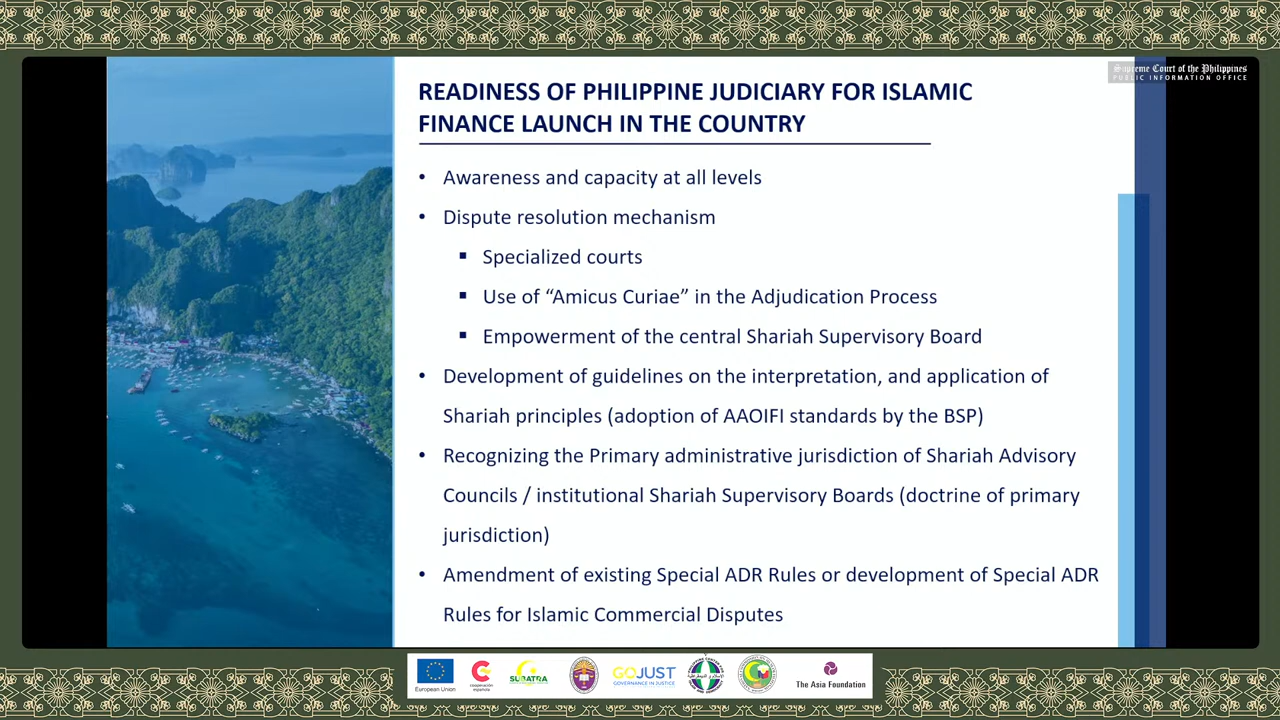 Supreme Court of the Philippines
PUBLIC INFORMATION OFFICE
READINESS OF PHILIPPINE JUDICIARY FOR ISLAMIC
FINANCE LAUNCH IN THE COUNTRY
• Awareness and capacity at all levels
• Dispute resolution mechanism
▪ Specialized courts
▪ Use of “Amicus Curiae” in the Adjudication Process
▪ Empowerment of the central Shariah Supervisory Board
• Development of guidelines on the interpretation, and application of
Shariah principles (adoption of AAOIFI standards by the BSP)
• Recognizing the Primary administrative jurisdiction of Shariah Advisory
Councils / institutional Shariah Supervisory Boards (doctrine of primary
jurisdiction)
• Amendment of existing Special ADR Rules or development of Special ADR
Rules for Islamic Commercial Disputes
European Union
cooperación
española
SUBATRA
GOJUST
GOVERNANCE IN JUSTICE
The Asia Foundation